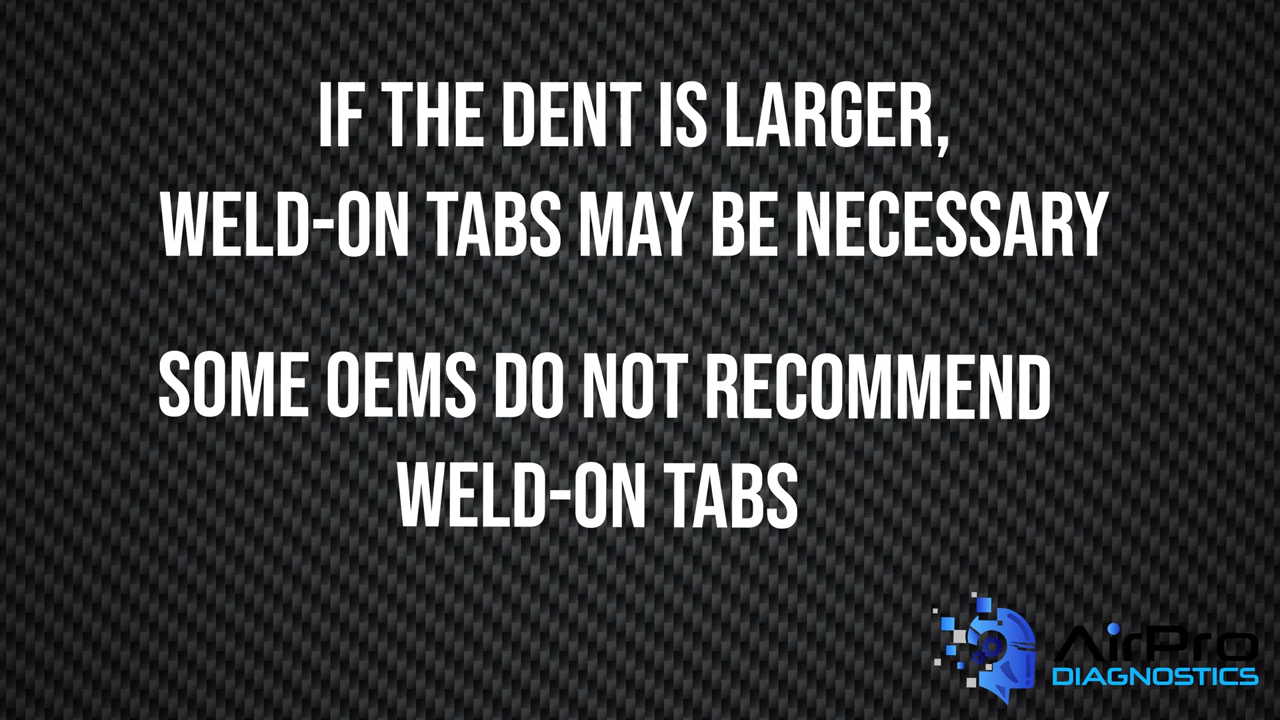 IF THE DENT IS LARGER,
WELD-ON TABS MAY BE NECESSARY
SOME OEMS DO NOT RECOMMEND
WELD-ON TABS
AirPro
DIAGNOSTICS